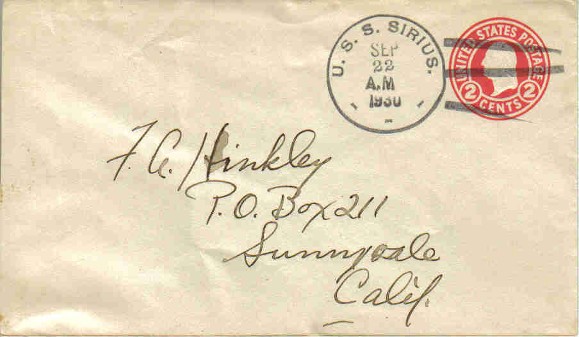 U. S. S. SIRIUS.
SEP
22
A.M
1930
UNITED STATES POSTAGE
2 CENTS 2
F. A. Hinkley
P.O. Box 211
Sunnyvale
Calif.